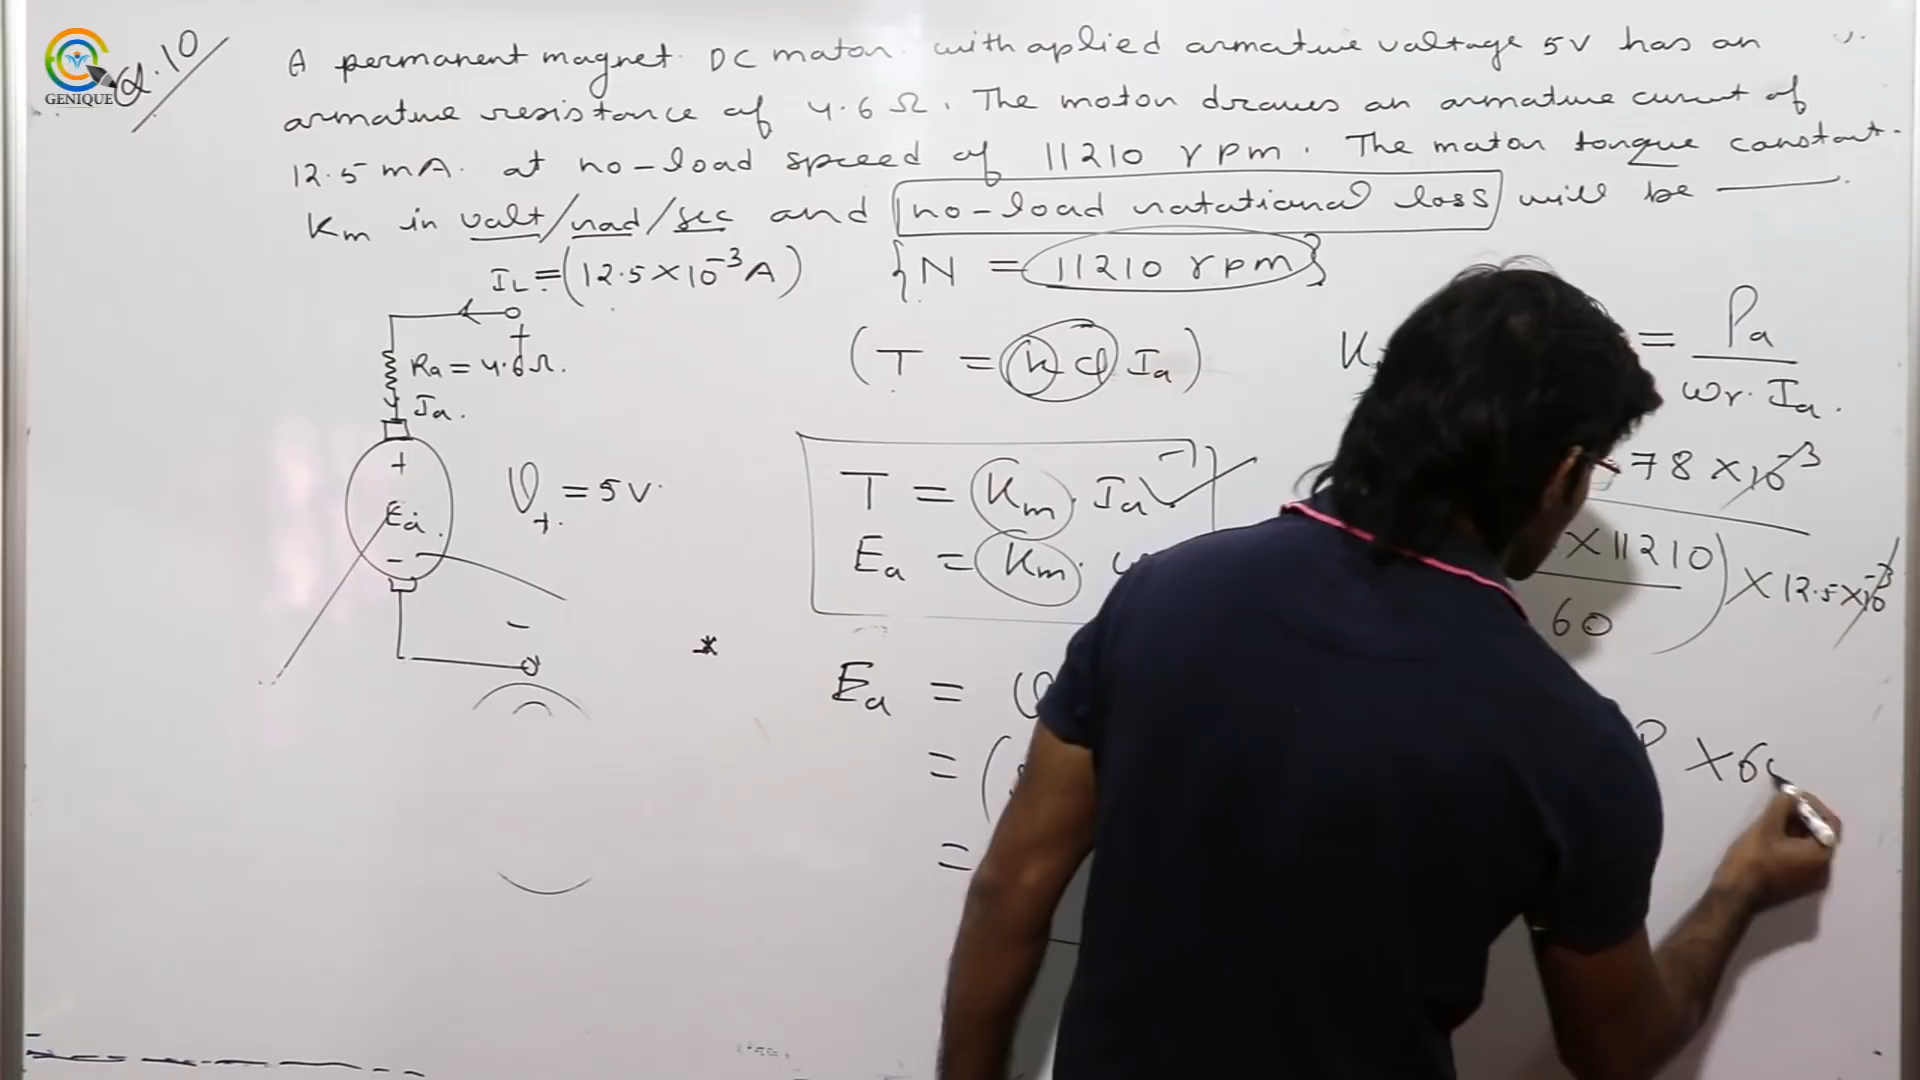 GENIQUE
Q.10
A permanent magnet DC motor with aplied armature voltage 5V has an
armature resistance of 4.6 Ω. The motor draws an armature current of
12.5 mA. at no-load speed of 11210 rpm. The motor torque constant
Km in volt/rad/sec and no-load rotational loss will be ———.
IL = (12.5×10⁻³A) {N = 11210 rpm}
+
Ra = 4.6Ω.
Ia.
(T = K φ Ia)
= Pa / ωr. Ia.
+
Ea.
-
Vt. = 5V.
T = Km. Ia
Ea = Km.
78 × 10⁻³
×11210) × 12.5×10⁻³
60
-
*
Ea =
= (
=
× 6